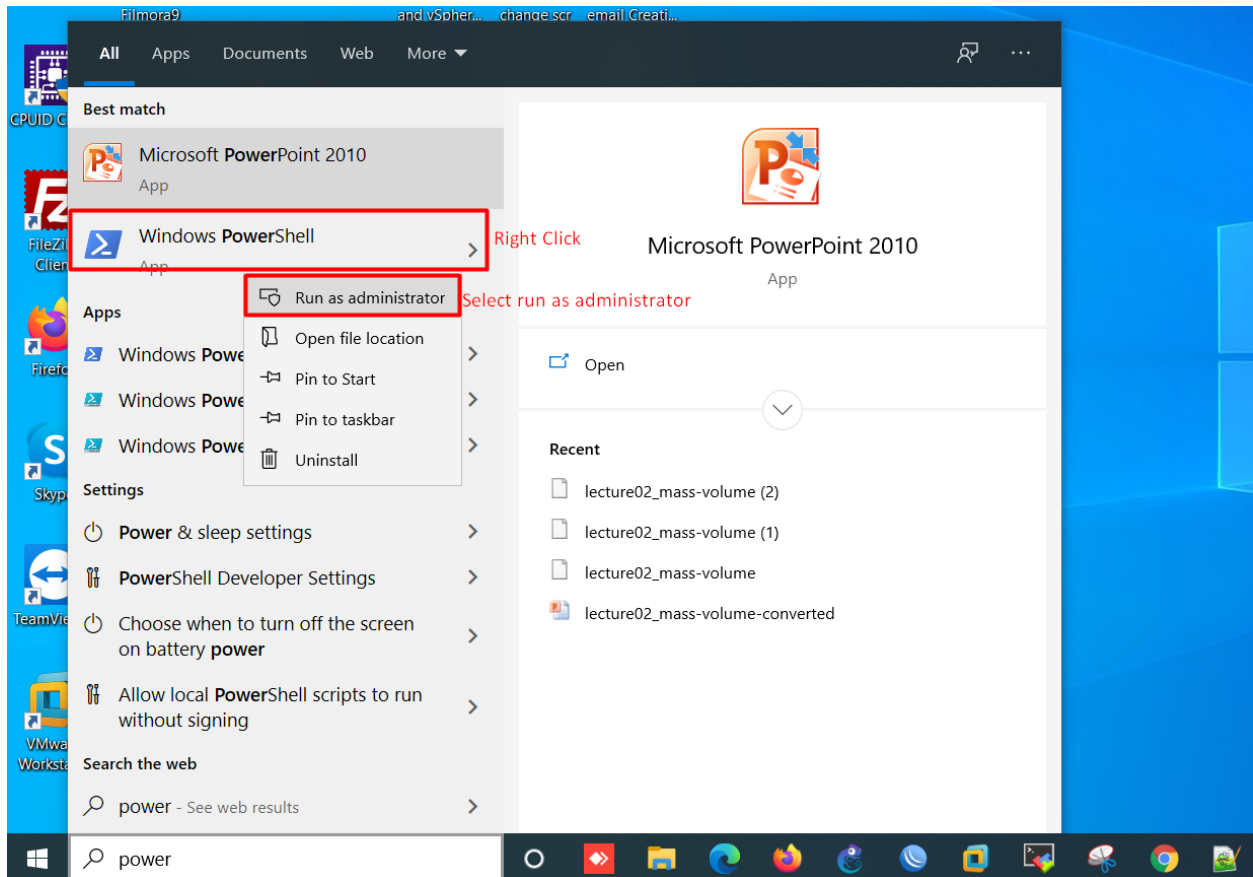 Filmora9
and vSpher... change scr email Creati...
All Apps Documents Web More
Best match
Microsoft PowerPoint 2010
App
Windows PowerShell
App
Right Click
Run as administrator
Select run as administrator
Open file location
Pin to Start
Pin to taskbar
Uninstall
Apps
Windows Powe
Windows Powe
Windows Powe
Settings
Power & sleep settings
PowerShell Developer Settings
Choose when to turn off the screen
on battery power
Allow local PowerShell scripts to run
without signing
Search the web
power - See web results
power
Microsoft PowerPoint 2010
App
Open
Recent
lecture02_mass-volume (2)
lecture02_mass-volume (1)
lecture02_mass-volume
lecture02_mass-volume-converted
CPUID C
FileZi
Clien
Firefo
Skype
TeamVie
VMwa
Worksta